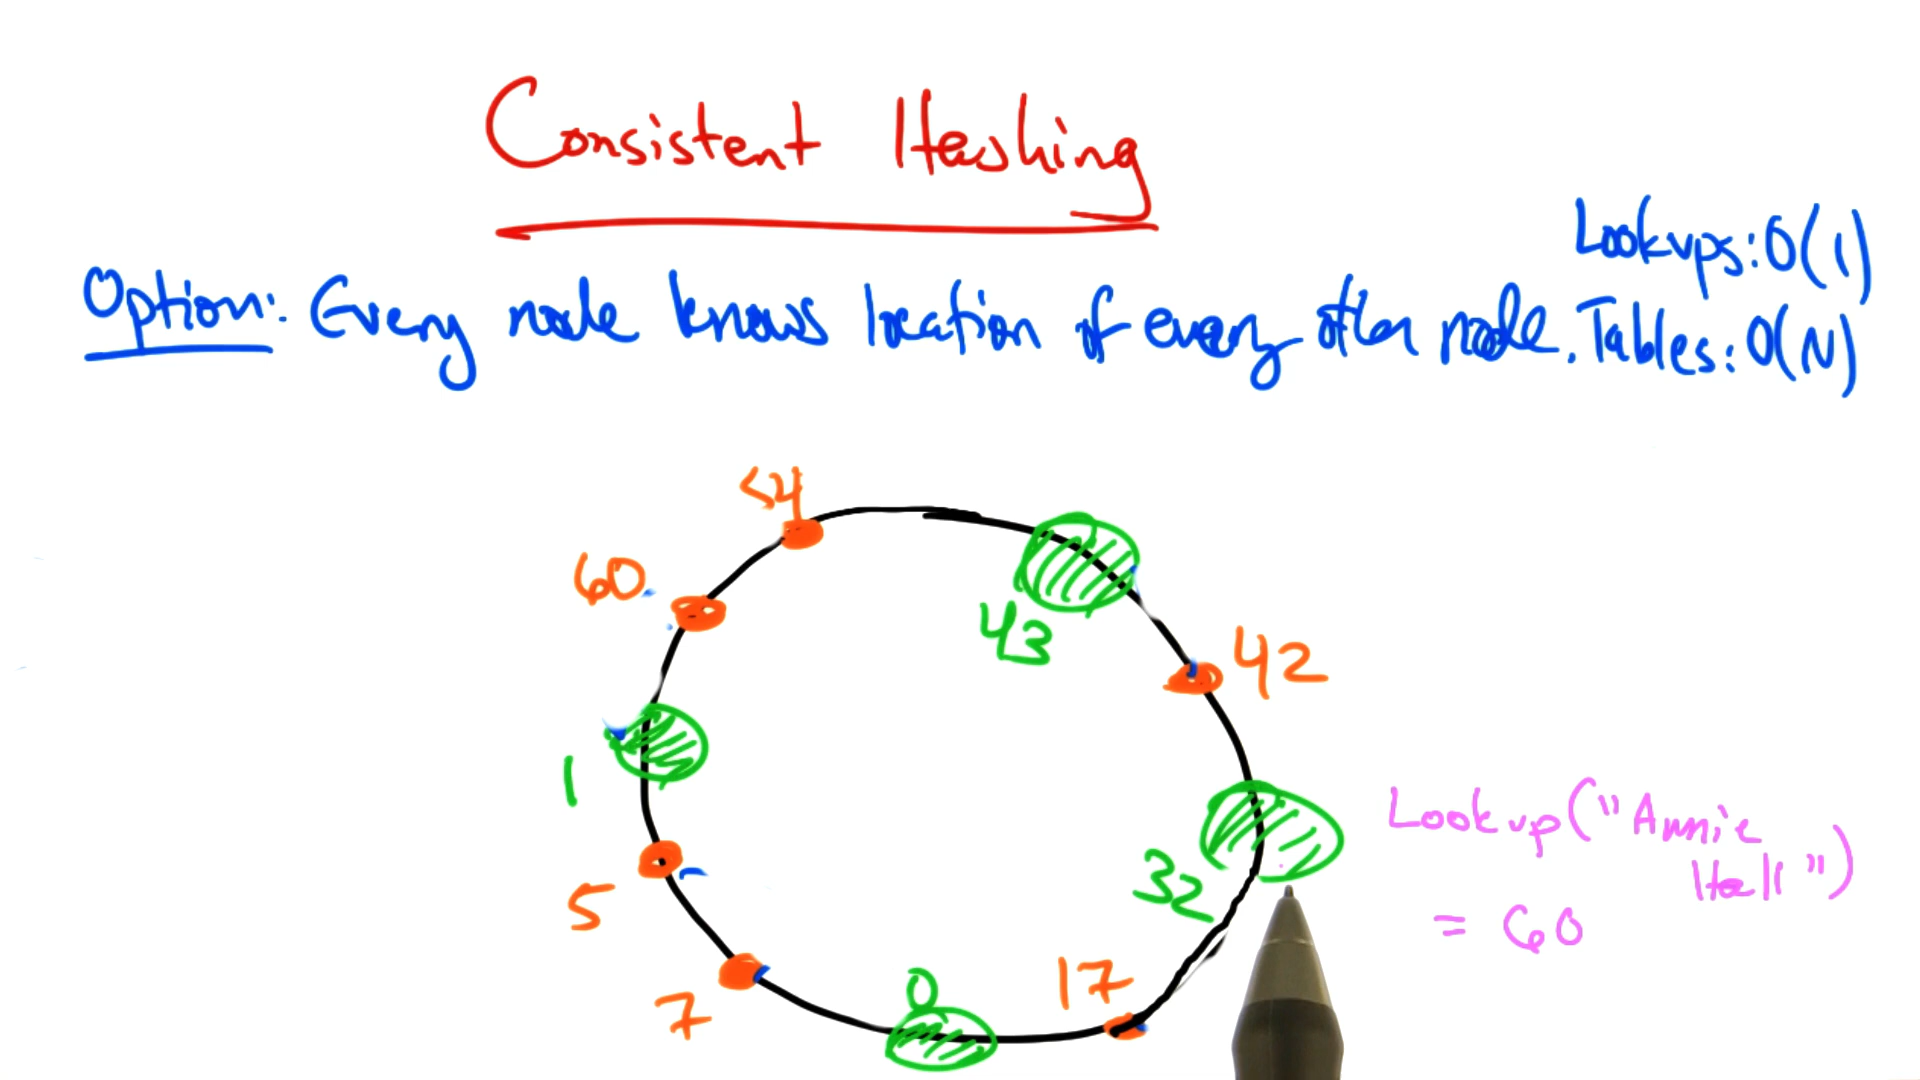 Consistent Hashing
Lookups: O(1)
Option: Every node knows location of every other node. Tables: O(N)
54
60
43
42
1
Lookup("Annie
Hall")
32
5
= 60
0
17
7